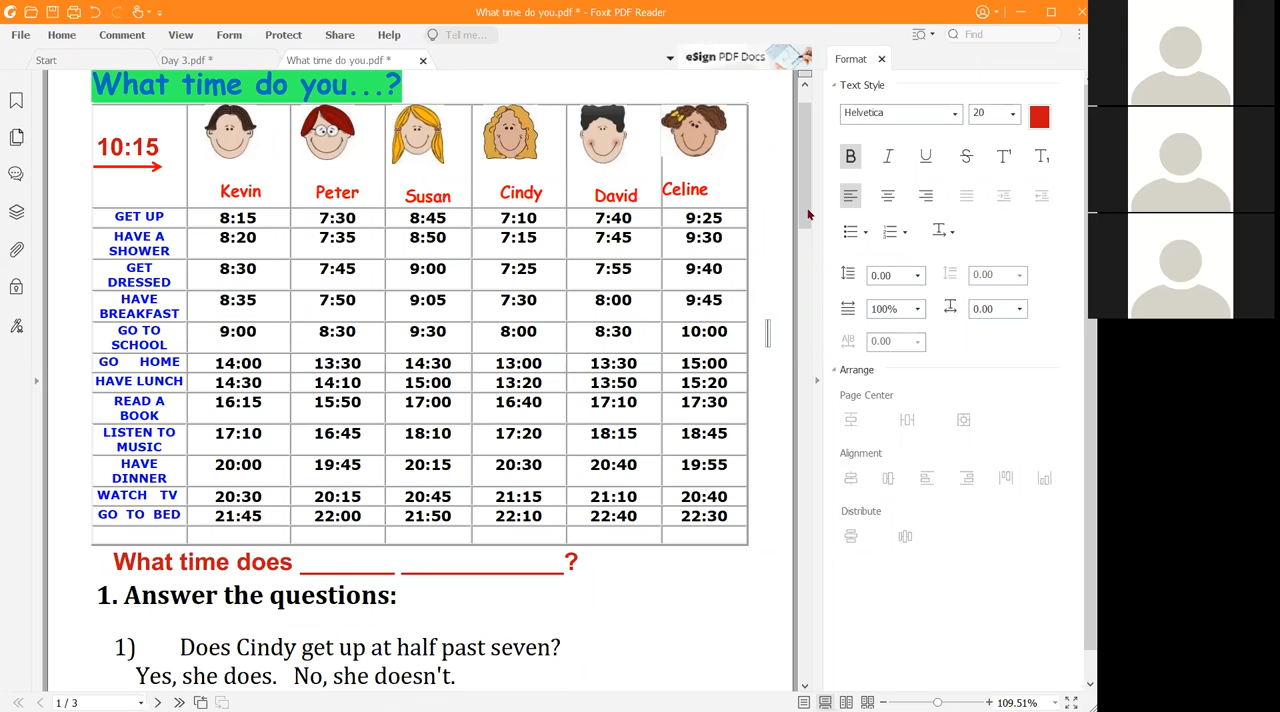 What time do you.pdf * - Foxit PDF Reader
File Home Comment View Form Protect Share Help Tell me... Find
Start Day 3.pdf * What time do you.pdf * eSign PDF Docs
What time do you...?
10:15
Kevin Peter Susan Cindy David Celine
GET UP 8:15 7:30 8:45 7:10 7:40 9:25
HAVE A SHOWER 8:20 7:35 8:50 7:15 7:45 9:30
GET DRESSED 8:30 7:45 9:00 7:25 7:55 9:40
HAVE BREAKFAST 8:35 7:50 9:05 7:30 8:00 9:45
GO TO SCHOOL 9:00 8:30 9:30 8:00 8:30 10:00
GO HOME 14:00 13:30 14:30 13:00 13:30 15:00
HAVE LUNCH 14:30 14:10 15:00 13:20 13:50 15:20
READ A BOOK 16:15 15:50 17:00 16:40 17:10 17:30
LISTEN TO MUSIC 17:10 16:45 18:10 17:20 18:15 18:45
HAVE DINNER 20:00 19:45 20:15 20:30 20:40 19:55
WATCH TV 20:30 20:15 20:45 21:15 21:10 20:40
GO TO BED 21:45 22:00 21:50 22:10 22:40 22:30
What time does _______ _____________?
1. Answer the questions:
1) Does Cindy get up at half past seven?
Yes, she does. No, she doesn't.
Format
Text Style
Helvetica 20
B I U S T' T₁
0.00 0.00
100% 0.00
A|B 0.00
Arrange
Page Center
Alignment
Distribute
1 / 3 109.51%